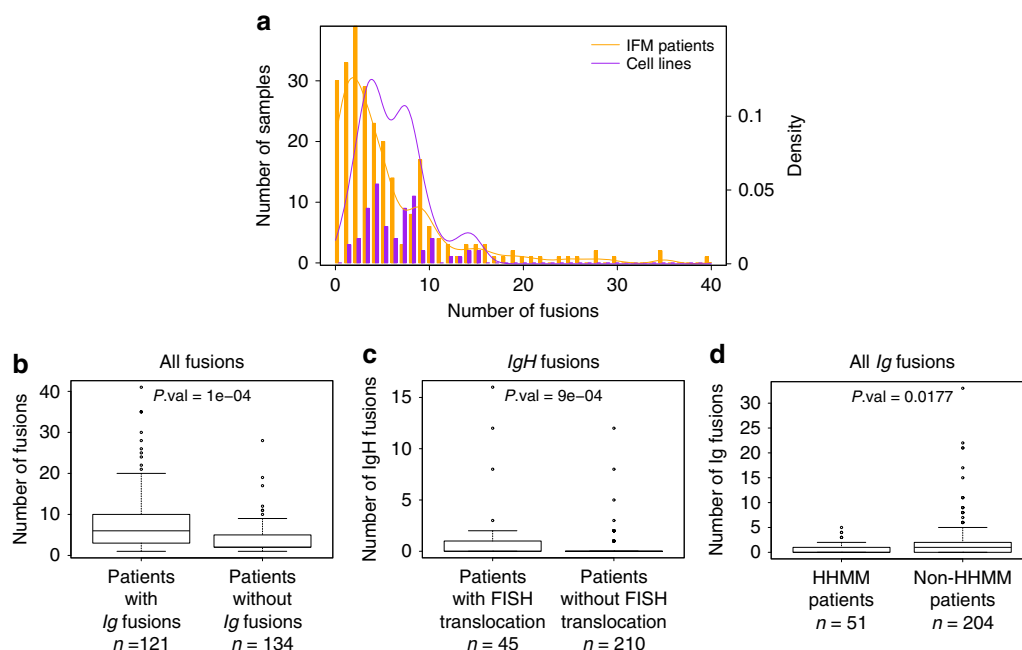 a
IFM patients
Cell lines
Number of samples
30
20
10
0
Density
0.1
0.05
0
0 10 20 30 40
Number of fusions
b
All fusions
P.val = 1e−04
Number of fusions
40
30
20
10
0
Patients
with
Ig fusions
n =121
Patients
without
Ig fusions
n = 134
c
IgH fusions
P.val = 9e−04
Number of IgH fusions
15
10
5
0
Patients
with FISH
translocation
n = 45
Patients
without FISH
translocation
n = 210
d
All Ig fusions
P.val = 0.0177
Number of Ig fusions
30
25
20
15
10
5
0
HHMM
patients
n = 51
Non-HHMM
patients
n = 204